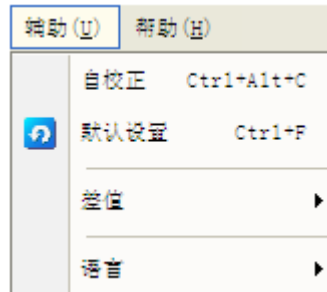 辅助(U) 帮助(H)
自校正 Ctrl+Alt+C
默认设置 Ctrl+F
差值
语言